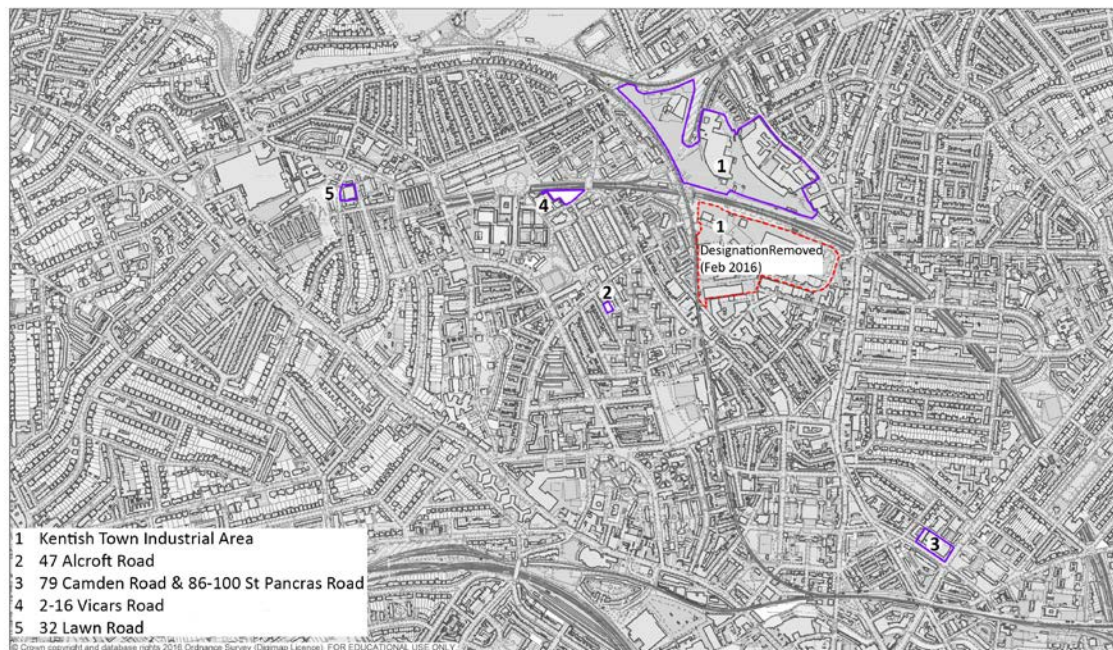 1
5
4
1
DesignationRemoved
(Feb 2016)
2
3
1 Kentish Town Industrial Area
2 47 Alcroft Road
3 79 Camden Road & 86-100 St Pancras Road
4 2-16 Vicars Road
5 32 Lawn Road
© Crown copyright and database rights 2016 Ordnance Survey (Digimap Licence) FOR EDUCATIONAL USE ONLY